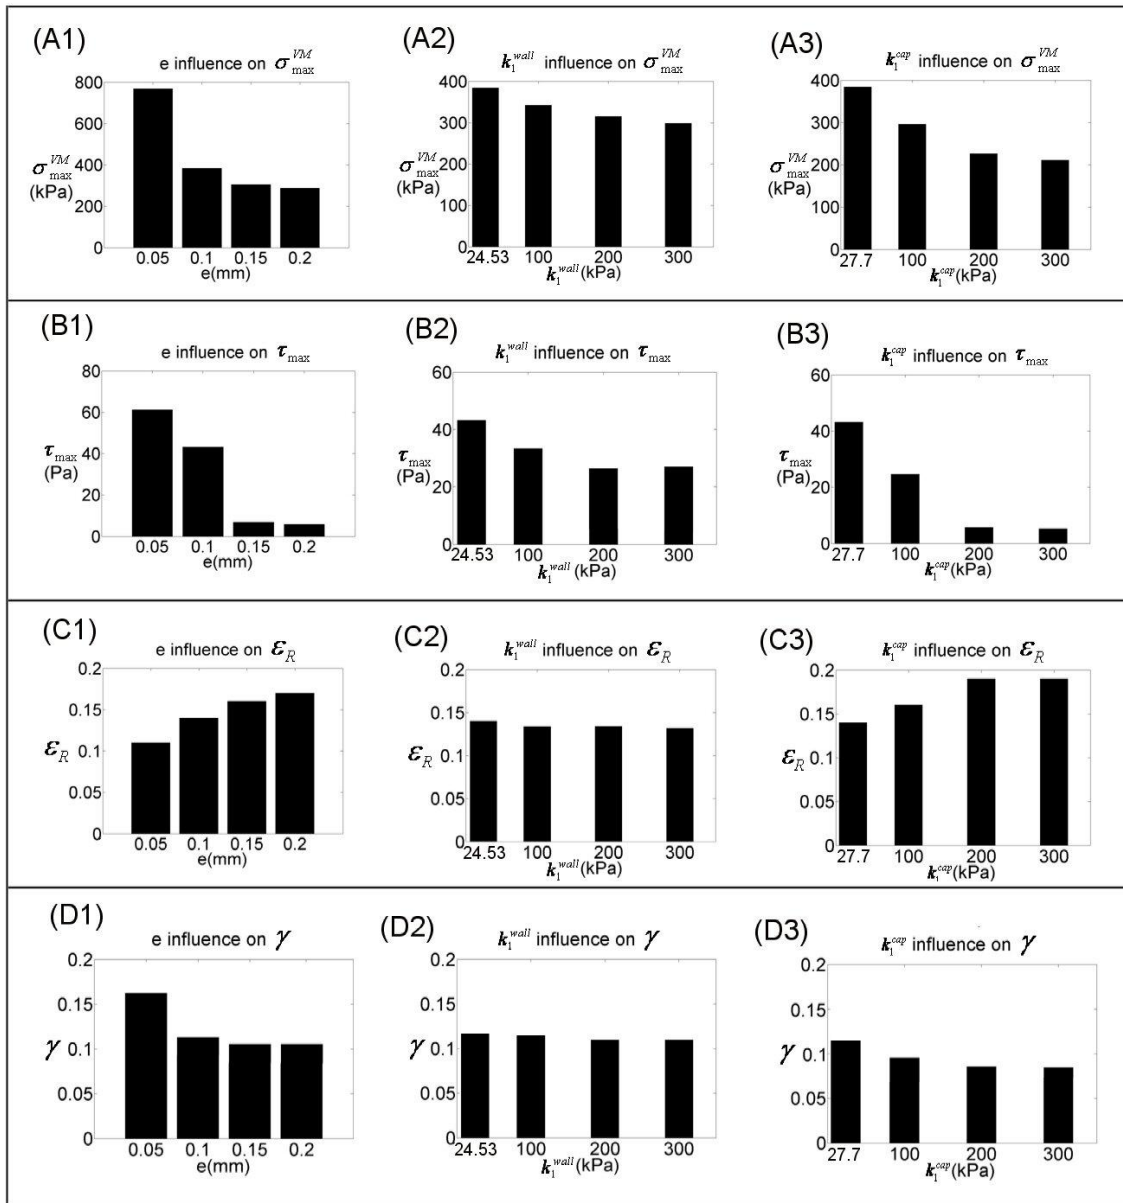 (A1)
e influence on σ^VM_max
800
600
400
200
0
σ^VM_max
(kPa)
0.05 0.1 0.15 0.2
e(mm)
(A2)
k_1^wall influence on σ^VM_max
400
300
200
100
0
σ^VM_max
(kPa)
24.53 100 200 300
k_1^wall(kPa)
(A3)
k_1^cap influence on σ^VM_max
400
300
200
100
0
σ^VM_max
(kPa)
27.7 100 200 300
k_1^cap(kPa)
(B1)
e influence on τ_max
80
60
40
20
0
τ_max
(Pa)
0.05 0.1 0.15 0.2
e(mm)
(B2)
k_1^wall influence on τ_max
60
40
20
0
τ_max
(Pa)
24.53 100 200 300
k_1^wall(kPa)
(B3)
k_1^cap influence on τ_max
60
40
20
0
τ_max
(Pa)
27.7 100 200 300
k_1^cap(kPa)
(C1)
e influence on ε_R
0.2
0.15
0.1
0.05
0
ε_R
0.05 0.1 0.15 0.2
e(mm)
(C2)
k_1^wall influence on ε_R
0.2
0.15
0.1
0.05
0
ε_R
24.53 100 200 300
k_1^wall(kPa)
(C3)
k_1^cap influence on ε_R
0.2
0.15
0.1
0.05
0
ε_R
27.7 100 200 300
k_1^cap(kPa)
(D1)
e influence on γ
0.2
0.15
0.1
0.05
0
γ
0.05 0.1 0.15 0.2
e(mm)
(D2)
k_1^wall influence on γ
0.2
0.15
0.1
0.05
0
γ
24.53 100 200 300
k_1^wall(kPa)
(D3)
k_1^cap influence on γ
0.2
0.15
0.1
0.05
0
γ
27.7 100 200 300
k_1^cap(kPa)